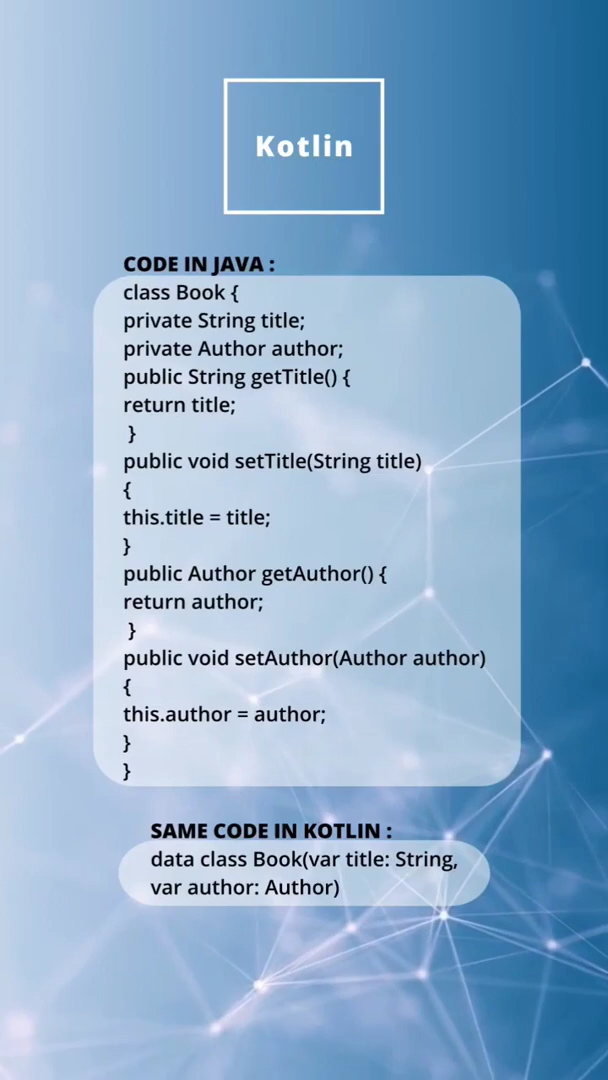 Kotlin
CODE IN JAVA :
class Book {
private String title;
private Author author;
public String getTitle() {
return title;
}
public void setTitle(String title)
{
this.title = title;
}
public Author getAuthor() {
return author;
}
public void setAuthor(Author author)
{
this.author = author;
}
}
SAME CODE IN KOTLIN :
data class Book(var title: String,
var author: Author)